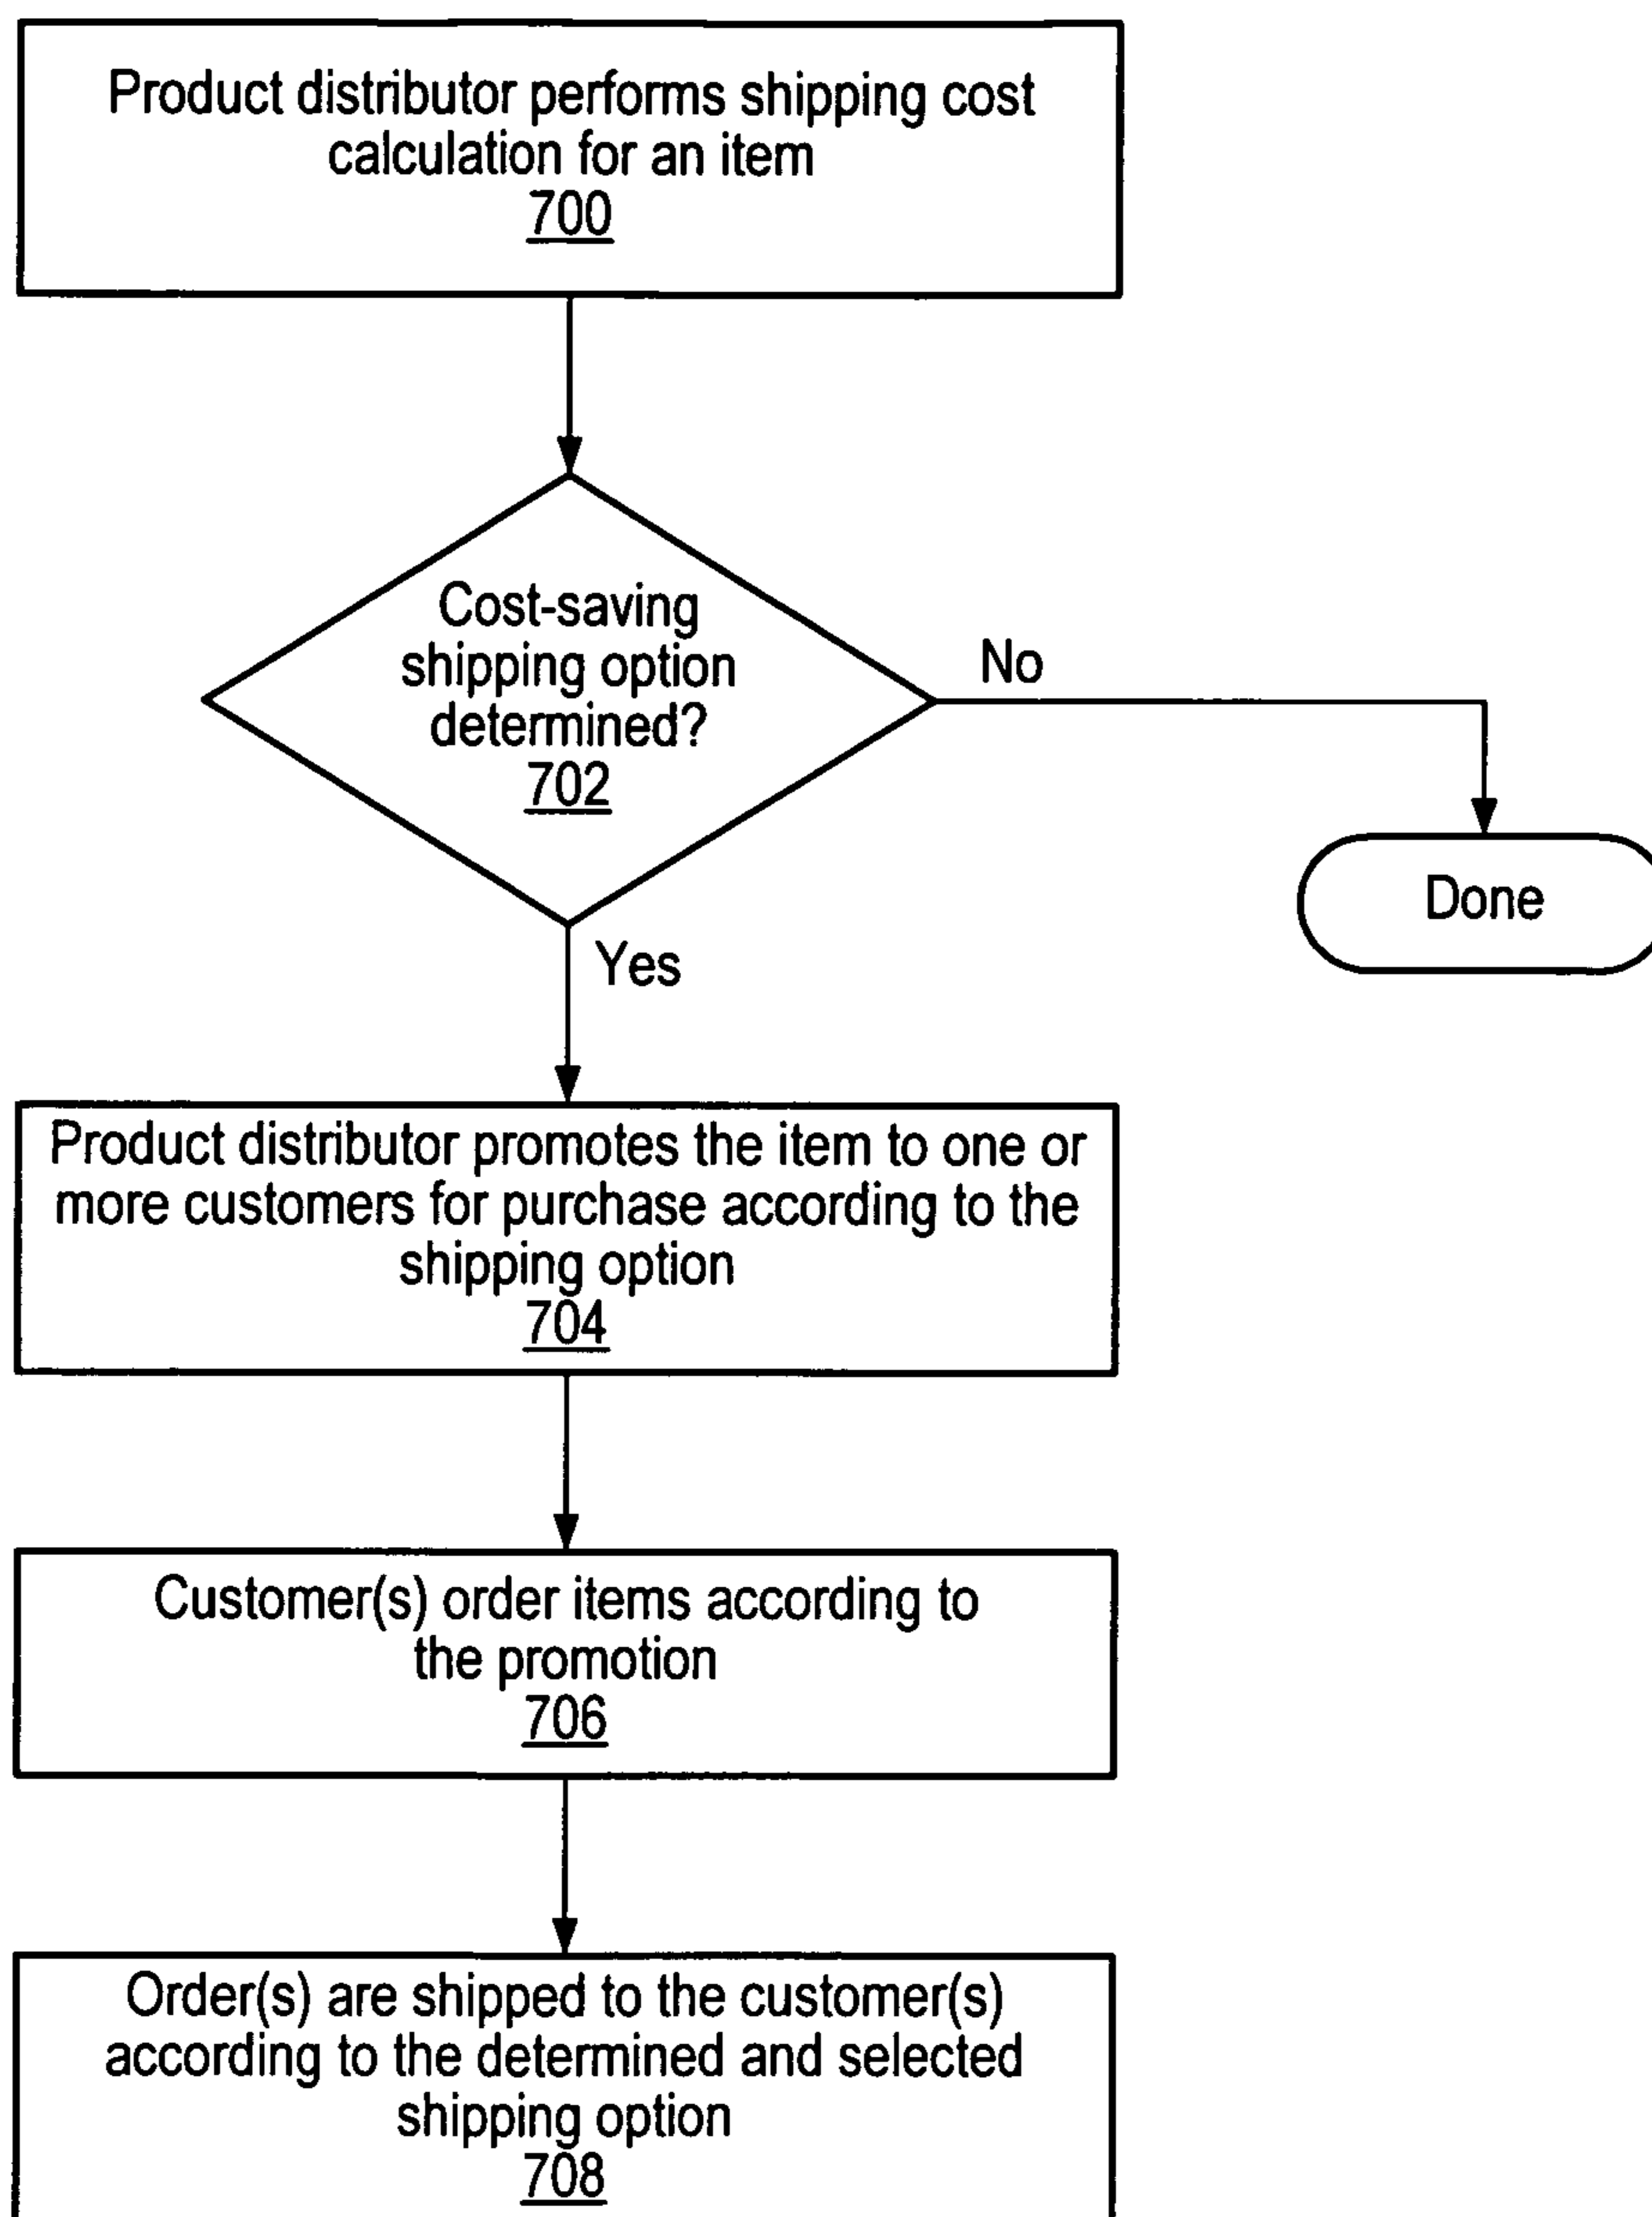 Product distributor performs shipping cost
calculation for an item
700
Cost-saving
shipping option
determined?
702
No
Done
Yes
Product distributor promotes the item to one or
more customers for purchase according to the
shipping option
704
Customer(s) order items according to
the promotion
706
Order(s) are shipped to the customer(s)
according to the determined and selected
shipping option
708